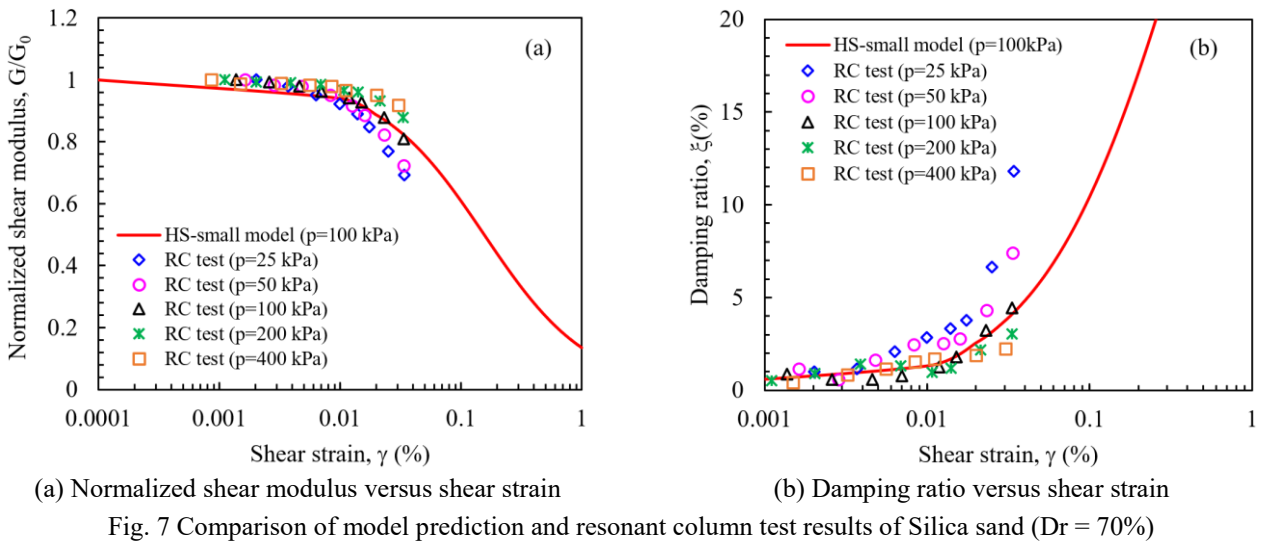 Normalized shear modulus, G/G0
1.2
1
0.8
0.6
0.4
0.2
0
(a)
HS-small model (p=100 kPa)
RC test (p=25 kPa)
RC test (p=50 kPa)
RC test (p=100 kPa)
RC test (p=200 kPa)
RC test (p=400 kPa)
0.0001 0.001 0.01 0.1 1
Shear strain, γ (%)
(a) Normalized shear modulus versus shear strain
Damping ratio, ξ(%)
20
15
10
5
0
(b)
HS-small model (p=100kPa)
RC test (p=25 kPa)
RC test (p=50 kPa)
RC test (p=100 kPa)
RC test (p=200 kPa)
RC test (p=400 kPa)
0.001 0.01 0.1 1
Shear strain, γ (%)
(b) Damping ratio versus shear strain
Fig. 7 Comparison of model prediction and resonant column test results of Silica sand (Dr = 70%)